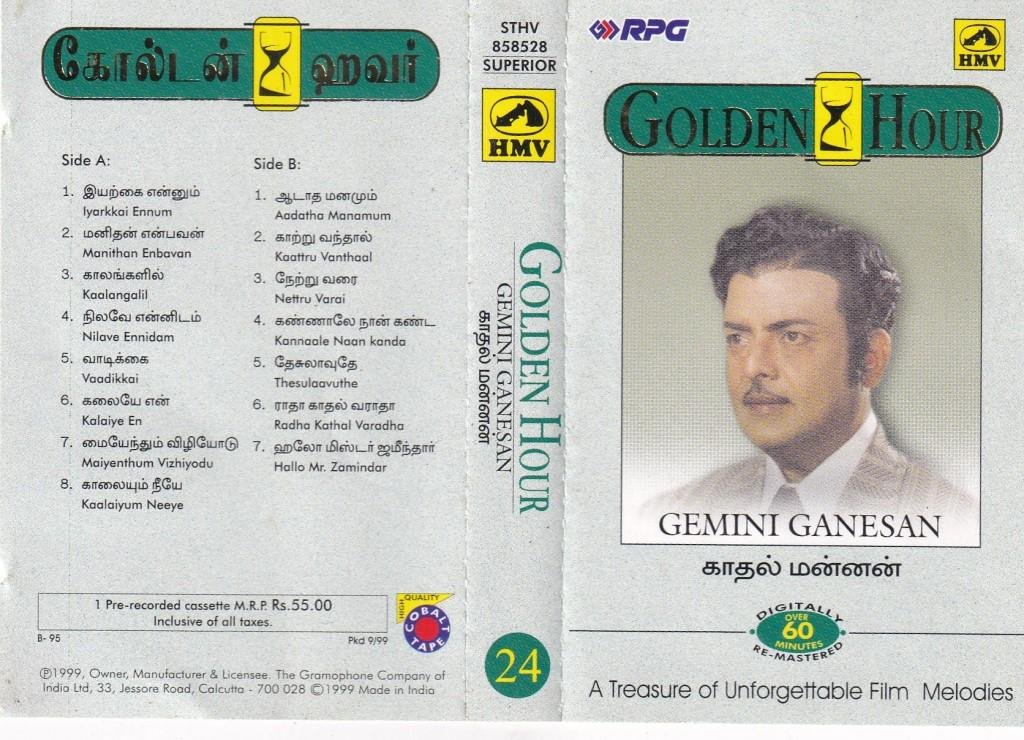 கோல்டன் ஹவர்
Side A:
1. இயற்கை என்னும்
Iyarkkai Ennum
2. மனிதன் என்பவன்
Manithan Enbavan
3. காலங்களில்
Kaalangalil
4. நிலவே என்னிடம்
Nilave Ennidam
5. வாடிக்கை
Vaadikkai
6. கலையே என்
Kalaiye En
7. மையேந்தும் விழியோடு
Maiyenthum Vizhiyodu
8. காலையும் நீயே
Kaalaiyum Neeye
Side B:
1. ஆடாத மனமும்
Aadatha Manamum
2. காற்று வந்தால்
Kaattru Vanthaal
3. நேற்று வரை
Nettru Varai
4. கண்ணாலே நான் கண்ட
Kannaale Naan kanda
5. தேசுலாவுதே
Thesulaavuthe
6. ராதா காதல் வராதா
Radha Kathal Varadha
7. ஹலோ மிஸ்டர் ஜமீந்தார்
Hallo Mr. Zamindar
1 Pre-recorded cassette M.R.P. Rs.55.00
Inclusive of all taxes.
B- 95
Pkd 9/99
HIGH QUALITY
COBALT TAPE
℗1999, Owner, Manufacturer & Licensee. The Gramophone Company of
India Ltd, 33, Jessore Road, Calcutta - 700 028 ©1999 Made in India
STHV
858528
SUPERIOR
HMV
GOLDEN HOUR
GEMINI GANESAN
காதல் மன்னன்
24
RPG
HMV
GOLDEN HOUR
GEMINI GANESAN
காதல் மன்னன்
DIGITALLY
OVER
60
MINUTES
RE-MASTERED
A Treasure of Unforgettable Film Melodies